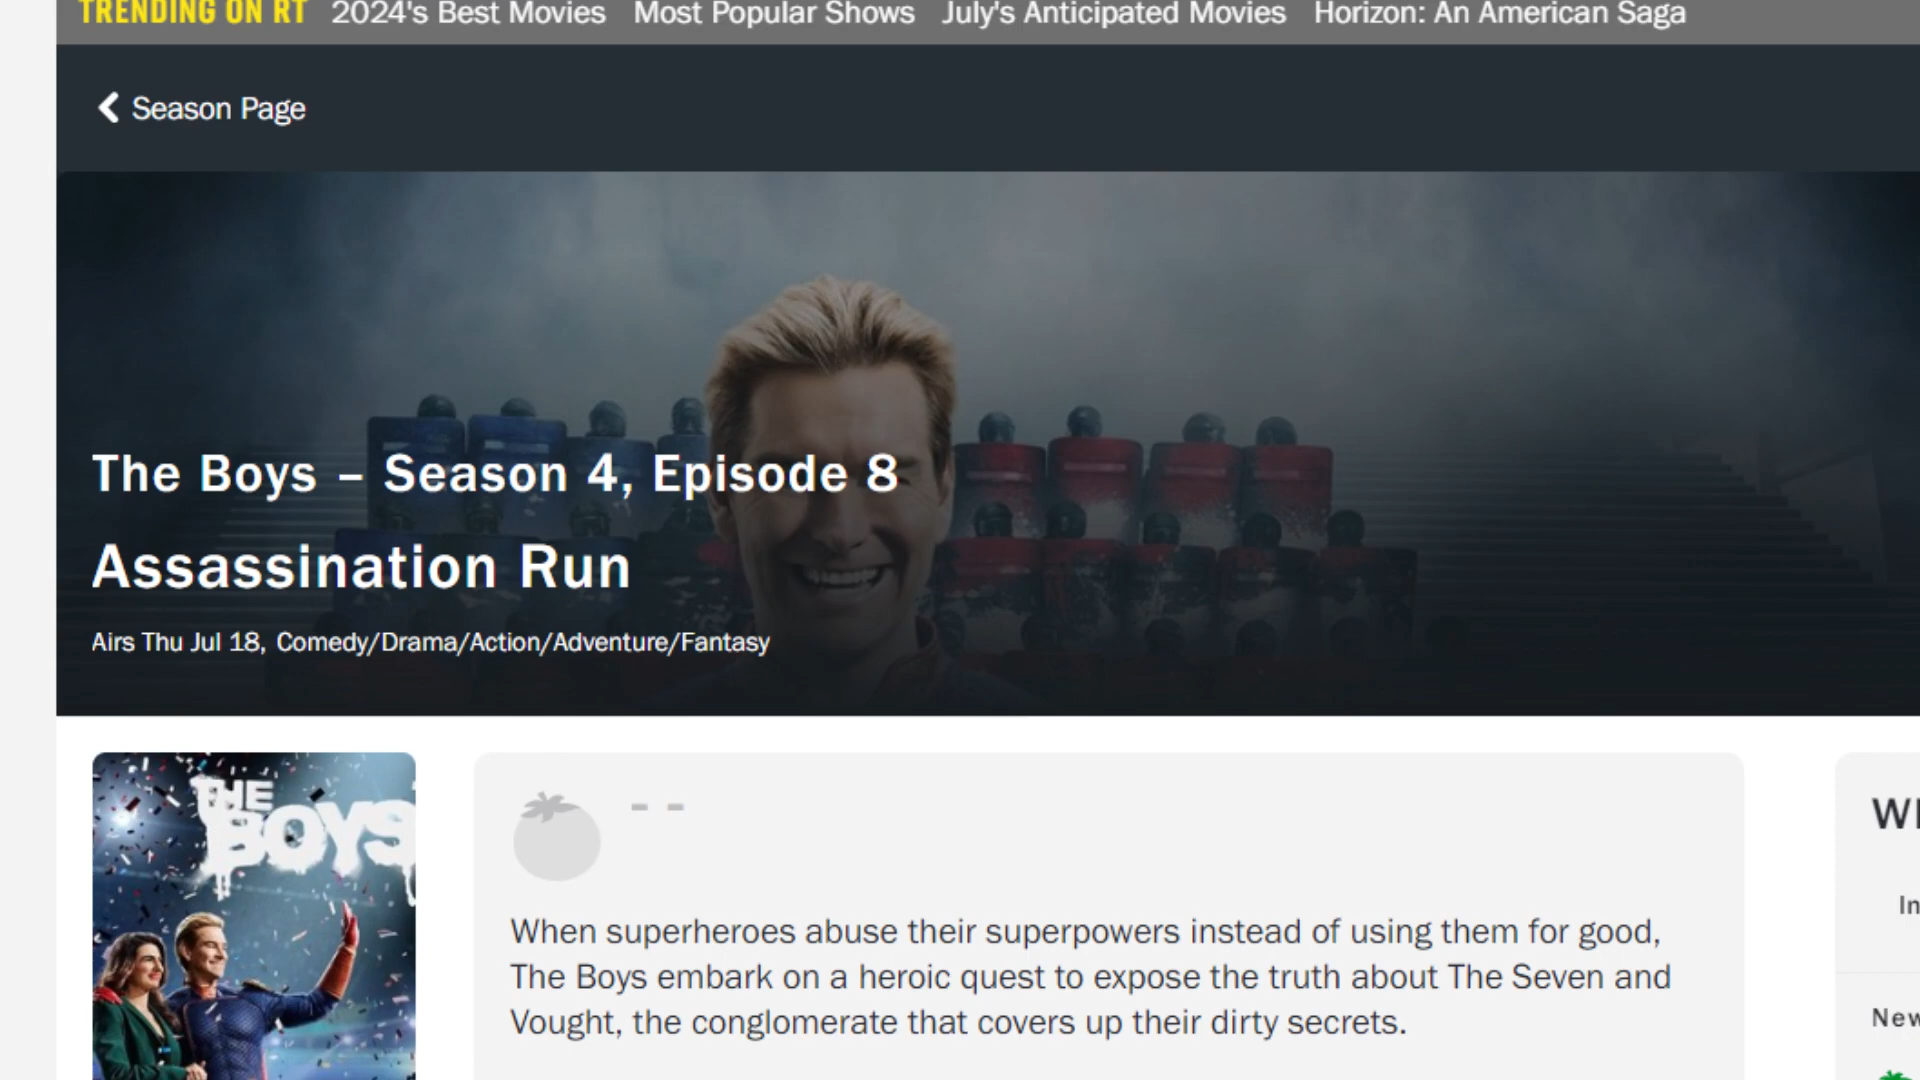 TRENDING ON RT 2024's Best Movies Most Popular Shows July's Anticipated Movies Horizon: An American Saga
Season Page
The Boys – Season 4, Episode 8
Assassination Run
Airs Thu Jul 18, Comedy/Drama/Action/Adventure/Fantasy
THE
BOYS
- -
When superheroes abuse their superpowers instead of using them for good,
The Boys embark on a heroic quest to expose the truth about The Seven and
Vought, the conglomerate that covers up their dirty secrets.